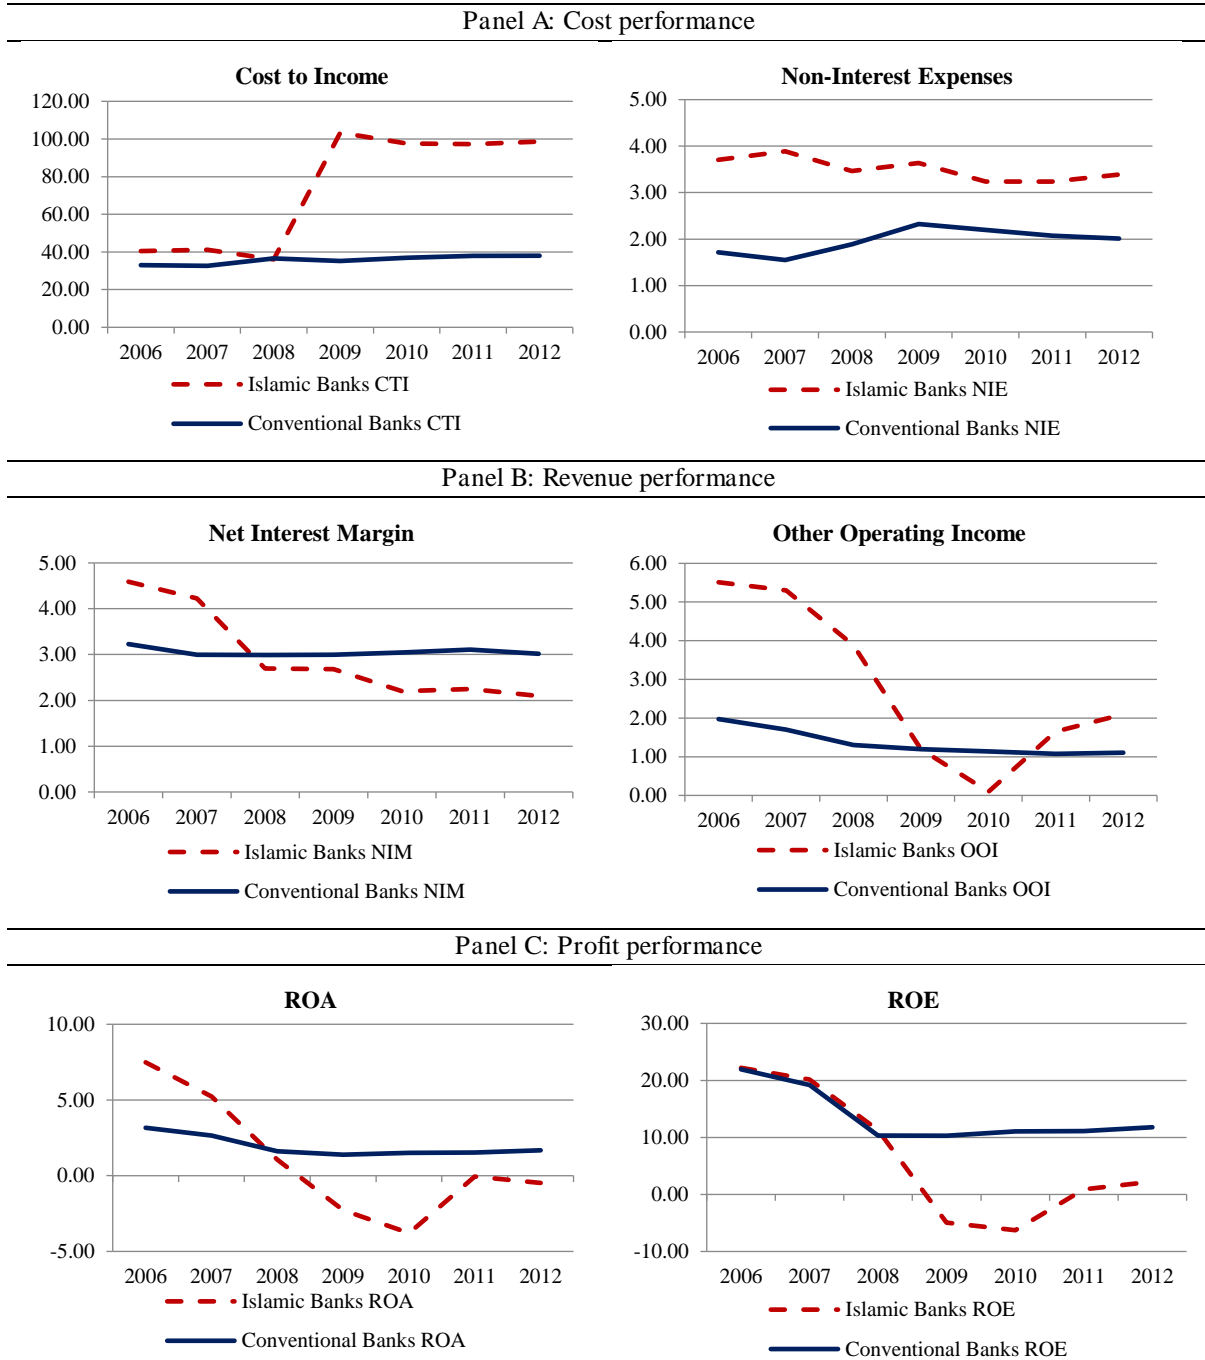 Panel A: Cost performance
Cost to Income
120.00
100.00
80.00
60.00
40.00
20.00
0.00
2006 2007 2008 2009 2010 2011 2012
Islamic Banks CTI
Conventional Banks CTI
Non-Interest Expenses
5.00
4.00
3.00
2.00
1.00
0.00
2006 2007 2008 2009 2010 2011 2012
Islamic Banks NIE
Conventional Banks NIE
Panel B: Revenue performance
Net Interest Margin
5.00
4.00
3.00
2.00
1.00
0.00
2006 2007 2008 2009 2010 2011 2012
Islamic Banks NIM
Conventional Banks NIM
Other Operating Income
6.00
5.00
4.00
3.00
2.00
1.00
0.00
2006 2007 2008 2009 2010 2011 2012
Islamic Banks OOI
Conventional Banks OOI
Panel C: Profit performance
ROA
10.00
5.00
0.00
-5.00
2006 2007 2008 2009 2010 2011 2012
Islamic Banks ROA
Conventional Banks ROA
ROE
30.00
20.00
10.00
0.00
-10.00
2006 2007 2008 2009 2010 2011 2012
Islamic Banks ROE
Conventional Banks ROE